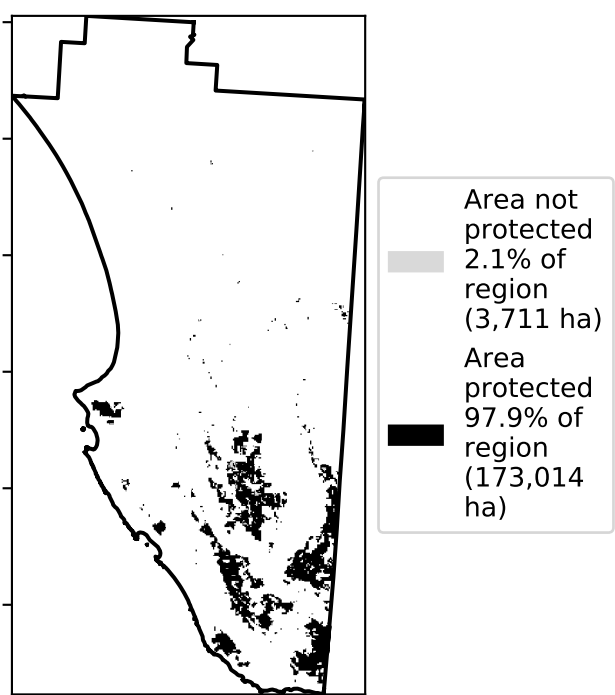 Area not
protected
2.1% of
region
(3,711 ha)
Area
protected
97.9% of
region
(173,014
ha)